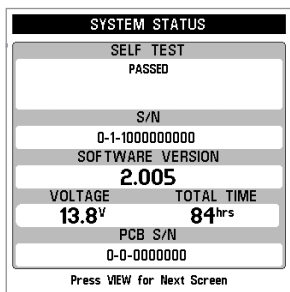 SYSTEM STATUS
SELF TEST
PASSED
S/N
0-1-1000000000
SOFTWARE VERSION
2.005
VOLTAGE TOTAL TIME
13.8V 84hrs
PCB S/N
0-0-0000000
Press VIEW for Next Screen